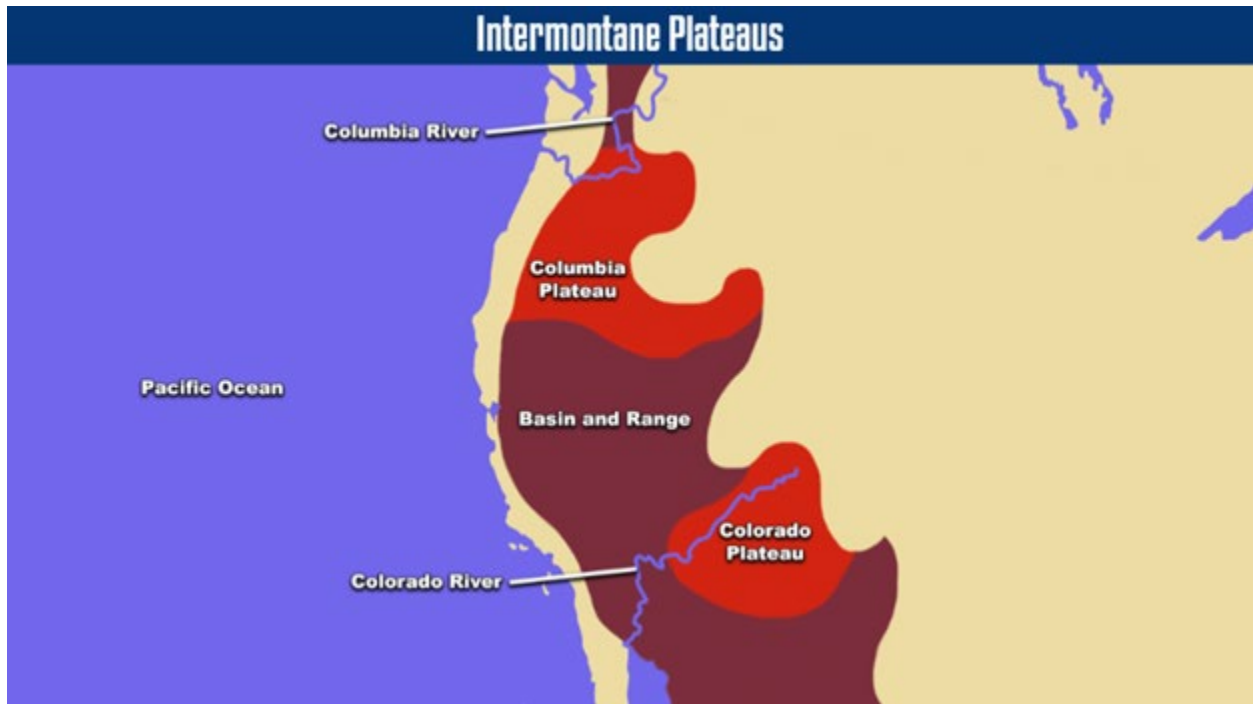 Intermontane Plateaus
Columbia River
Columbia
Plateau
Pacific Ocean
Basin and Range
Colorado
Plateau
Colorado River